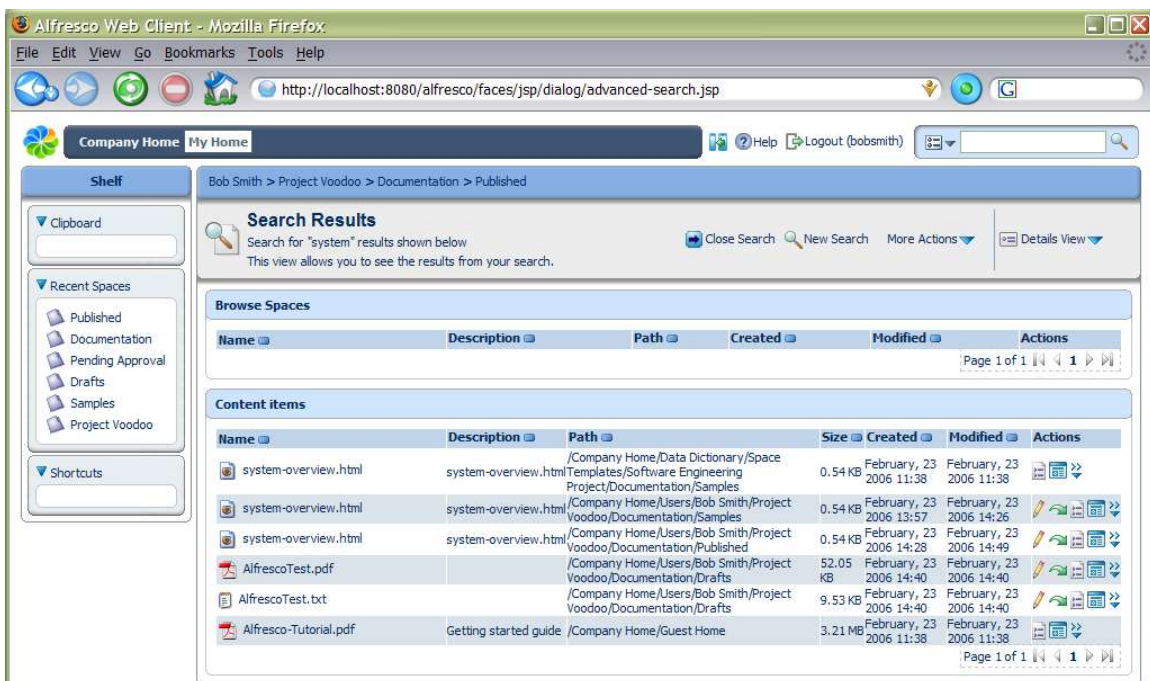 Alfresco Web Client - Mozilla Firefox
File Edit View Go Bookmarks Tools Help
http://localhost:8080/alfresco/faces/jsp/dialog/advanced-search.jsp
G
Company Home My Home
Help Logout (bobsmith)
Shelf
Bob Smith > Project Voodoo > Documentation > Published
Clipboard
Recent Spaces
Published
Documentation
Pending Approval
Drafts
Samples
Project Voodoo
Shortcuts
Search Results
Search for "system" results shown below
This view allows you to see the results from your search.
Close Search New Search More Actions Details View
Browse Spaces
Name Description Path Created Modified Actions
Page 1 of 1 1
Content items
Name Description Path Size Created Modified Actions
system-overview.html system-overview.html /Company Home/Data Dictionary/Space
Templates/Software Engineering
Project/Documentation/Samples 0.54 KB February, 23
2006 11:38 February, 23
2006 11:38
system-overview.html system-overview.html /Company Home/Users/Bob Smith/Project
Voodoo/Documentation/Samples 0.54 KB February, 23
2006 13:57 February, 23
2006 14:26
system-overview.html system-overview.html /Company Home/Users/Bob Smith/Project
Voodoo/Documentation/Published 0.54 KB February, 23
2006 14:28 February, 23
2006 14:49
AlfrescoTest.pdf /Company Home/Users/Bob Smith/Project
Voodoo/Documentation/Drafts 52.05
KB February, 23
2006 14:40 February, 23
2006 14:40
AlfrescoTest.txt /Company Home/Users/Bob Smith/Project
Voodoo/Documentation/Drafts 9.53 KB February, 23
2006 14:40 February, 23
2006 14:40
Alfresco-Tutorial.pdf Getting started guide /Company Home/Guest Home 3.21 MB February, 23
2006 11:38 February, 23
2006 11:38
Page 1 of 1 1